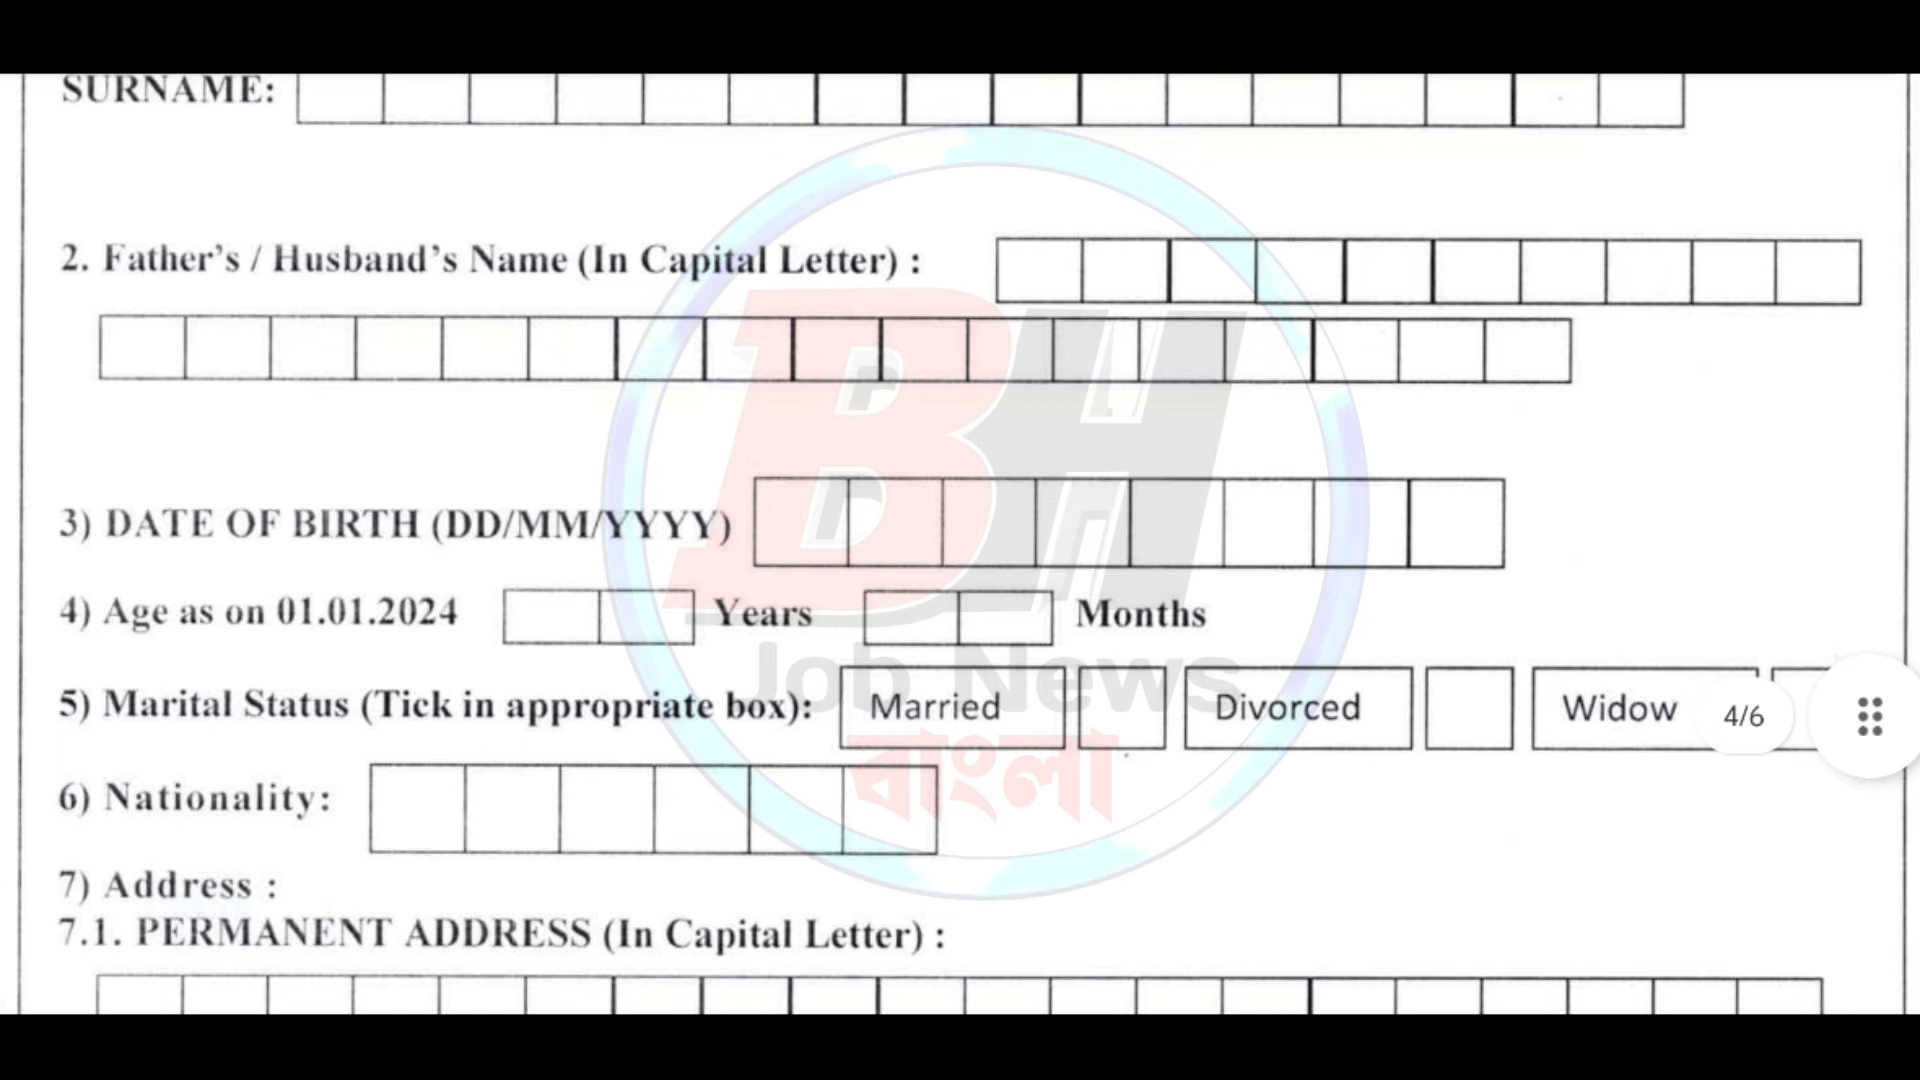 SURNAME:
2. Father's / Husband's Name (In Capital Letter) :
3) DATE OF BIRTH (DD/MM/YYYY)
4) Age as on 01.01.2024 Years Months
5) Marital Status (Tick in appropriate box): Married Divorced Widow 4/6
6) Nationality:
7) Address :
7.1. PERMANENT ADDRESS (In Capital Letter) :
BH
Job News
বাংলা